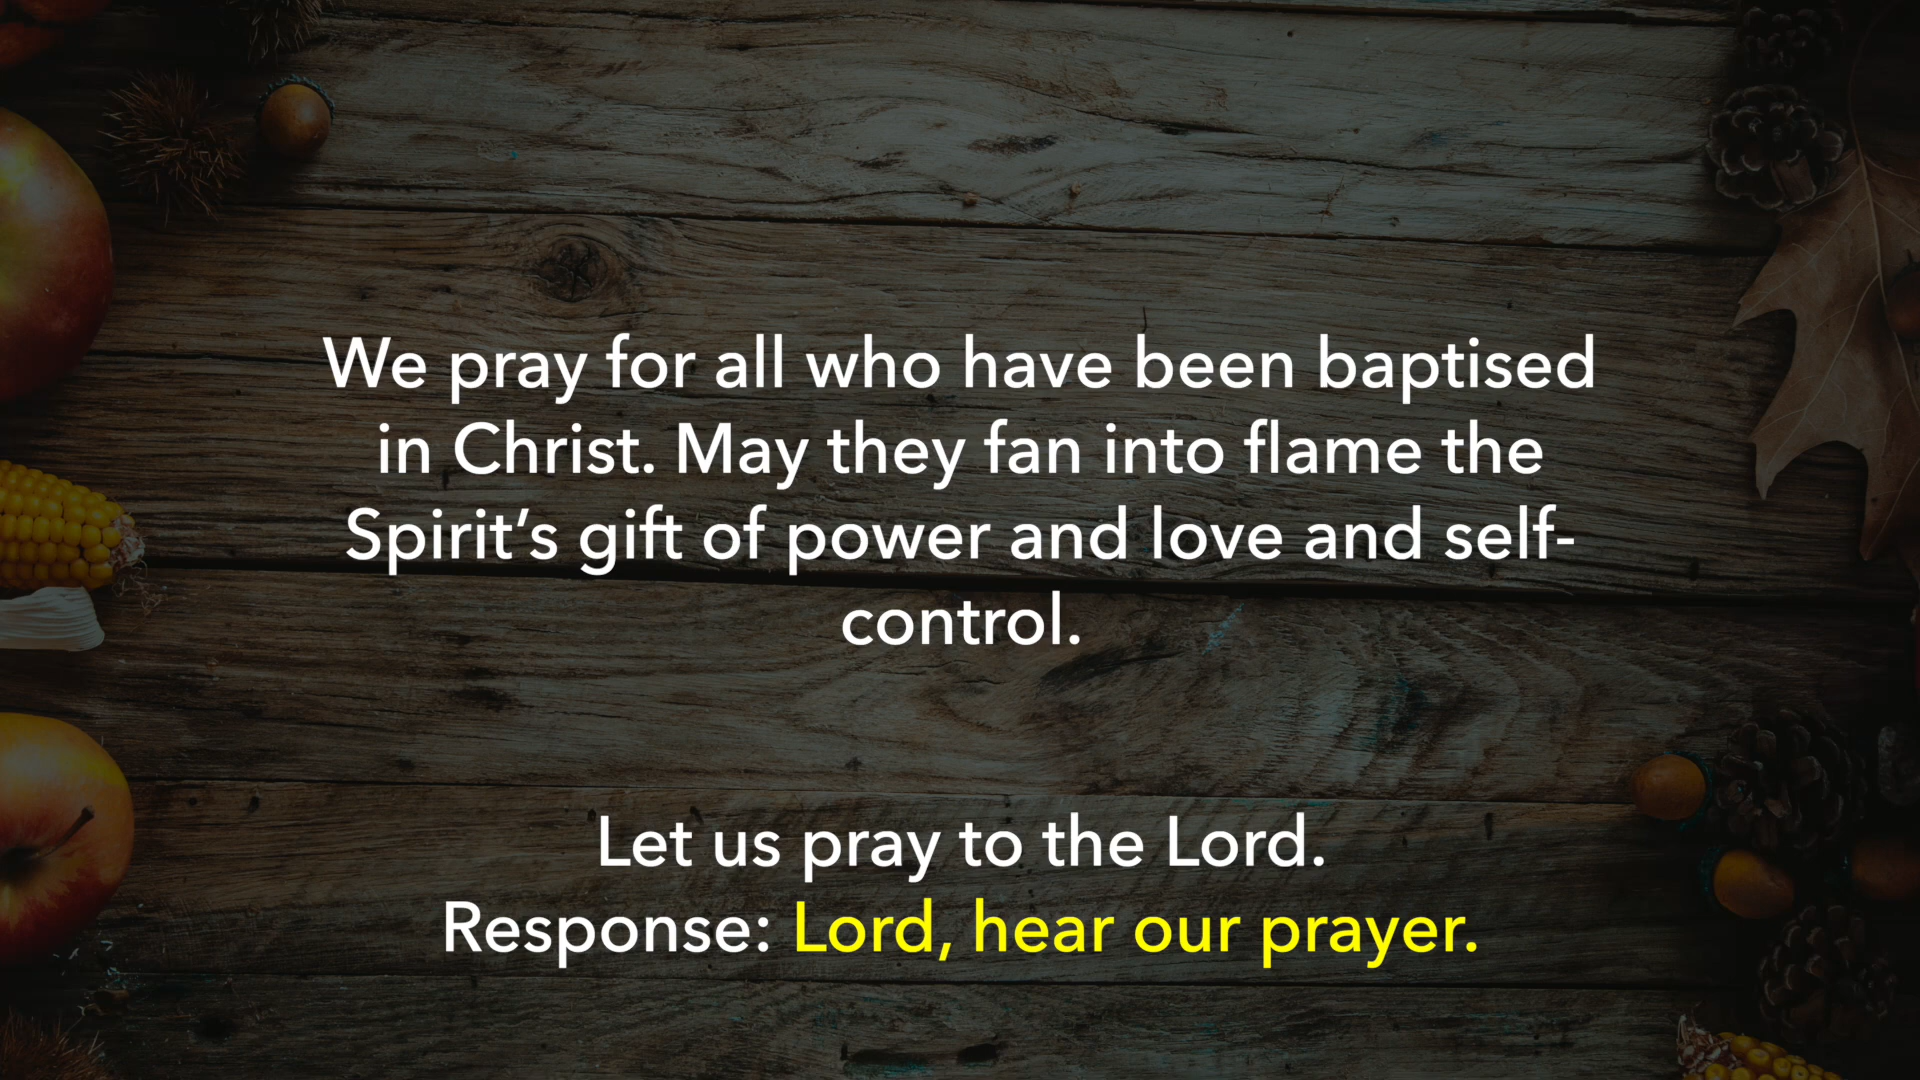 We pray for all who have been baptised
in Christ. May they fan into flame the
Spirit’s gift of power and love and self-
control.
Let us pray to the Lord.
Response: Lord, hear our prayer.